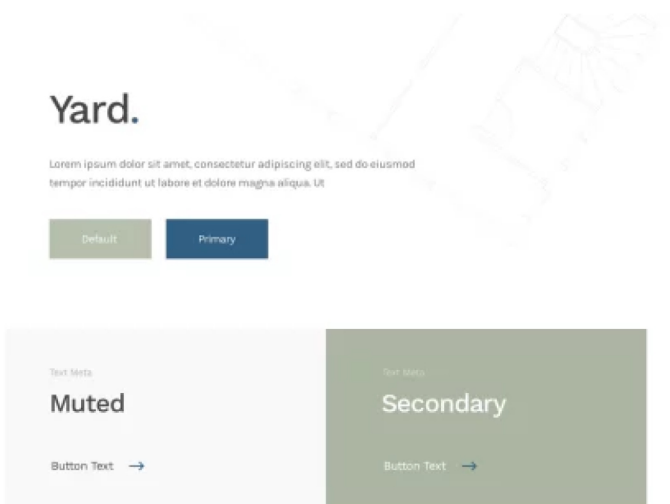 Yard.
Lorem ipsum dolor sit amet, consectetur adipiscing elit, sed do eiusmod
tempor incididunt ut labore et dolore magna aliqua. Ut
Default
Primary
Text Meta
Muted
Button Text
Text Meta
Secondary
Button Text